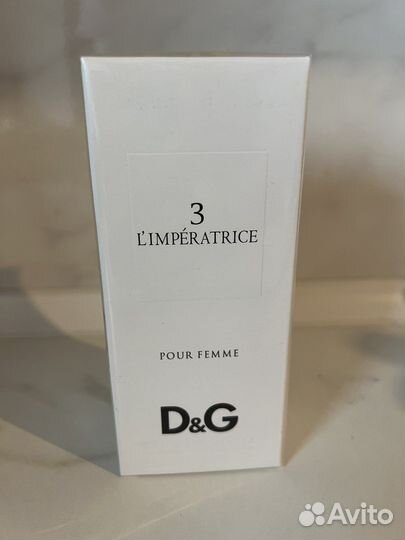 3
L'IMPÉRATRICE
POUR FEMME
D&G
Avito